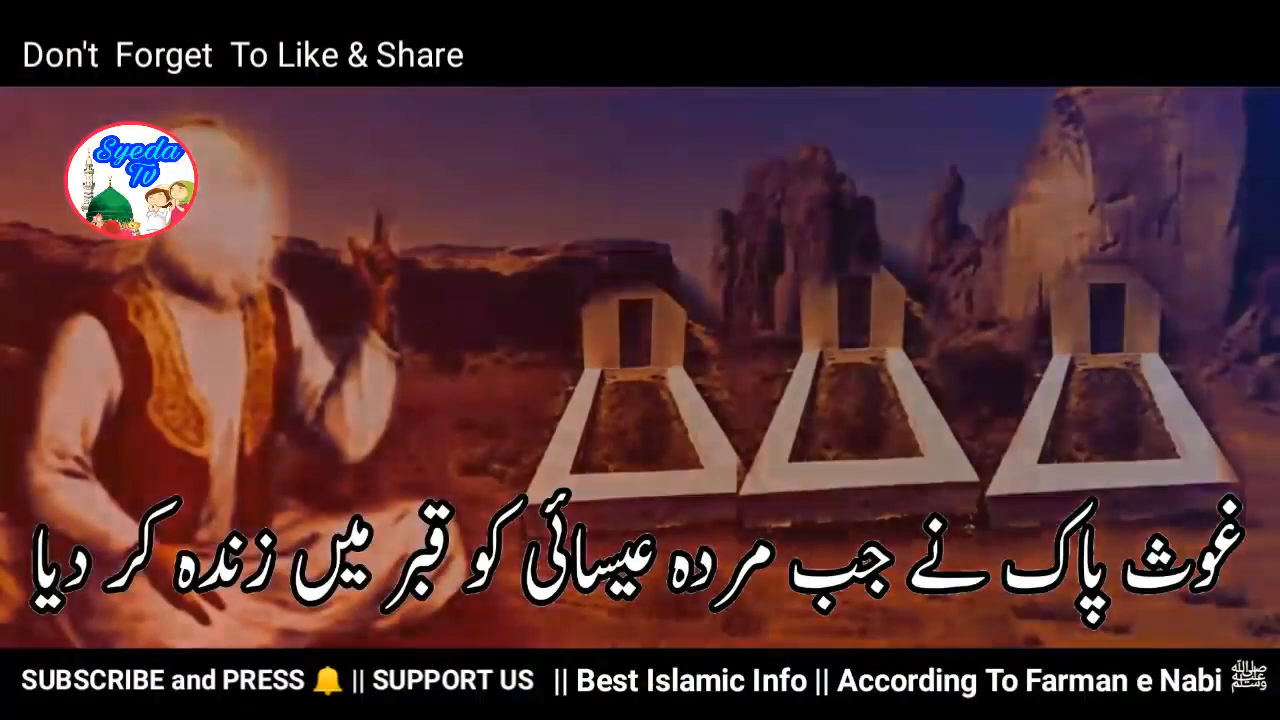 Don't Forget To Like & Share
Syeda
Tv
غوث پاک نے جب مردہ عیسائی کو قبر میں زندہ کر دیا
SUBSCRIBE and PRESS 🔔 || SUPPORT US || Best Islamic Info || According To Farman e Nabi ﷺ